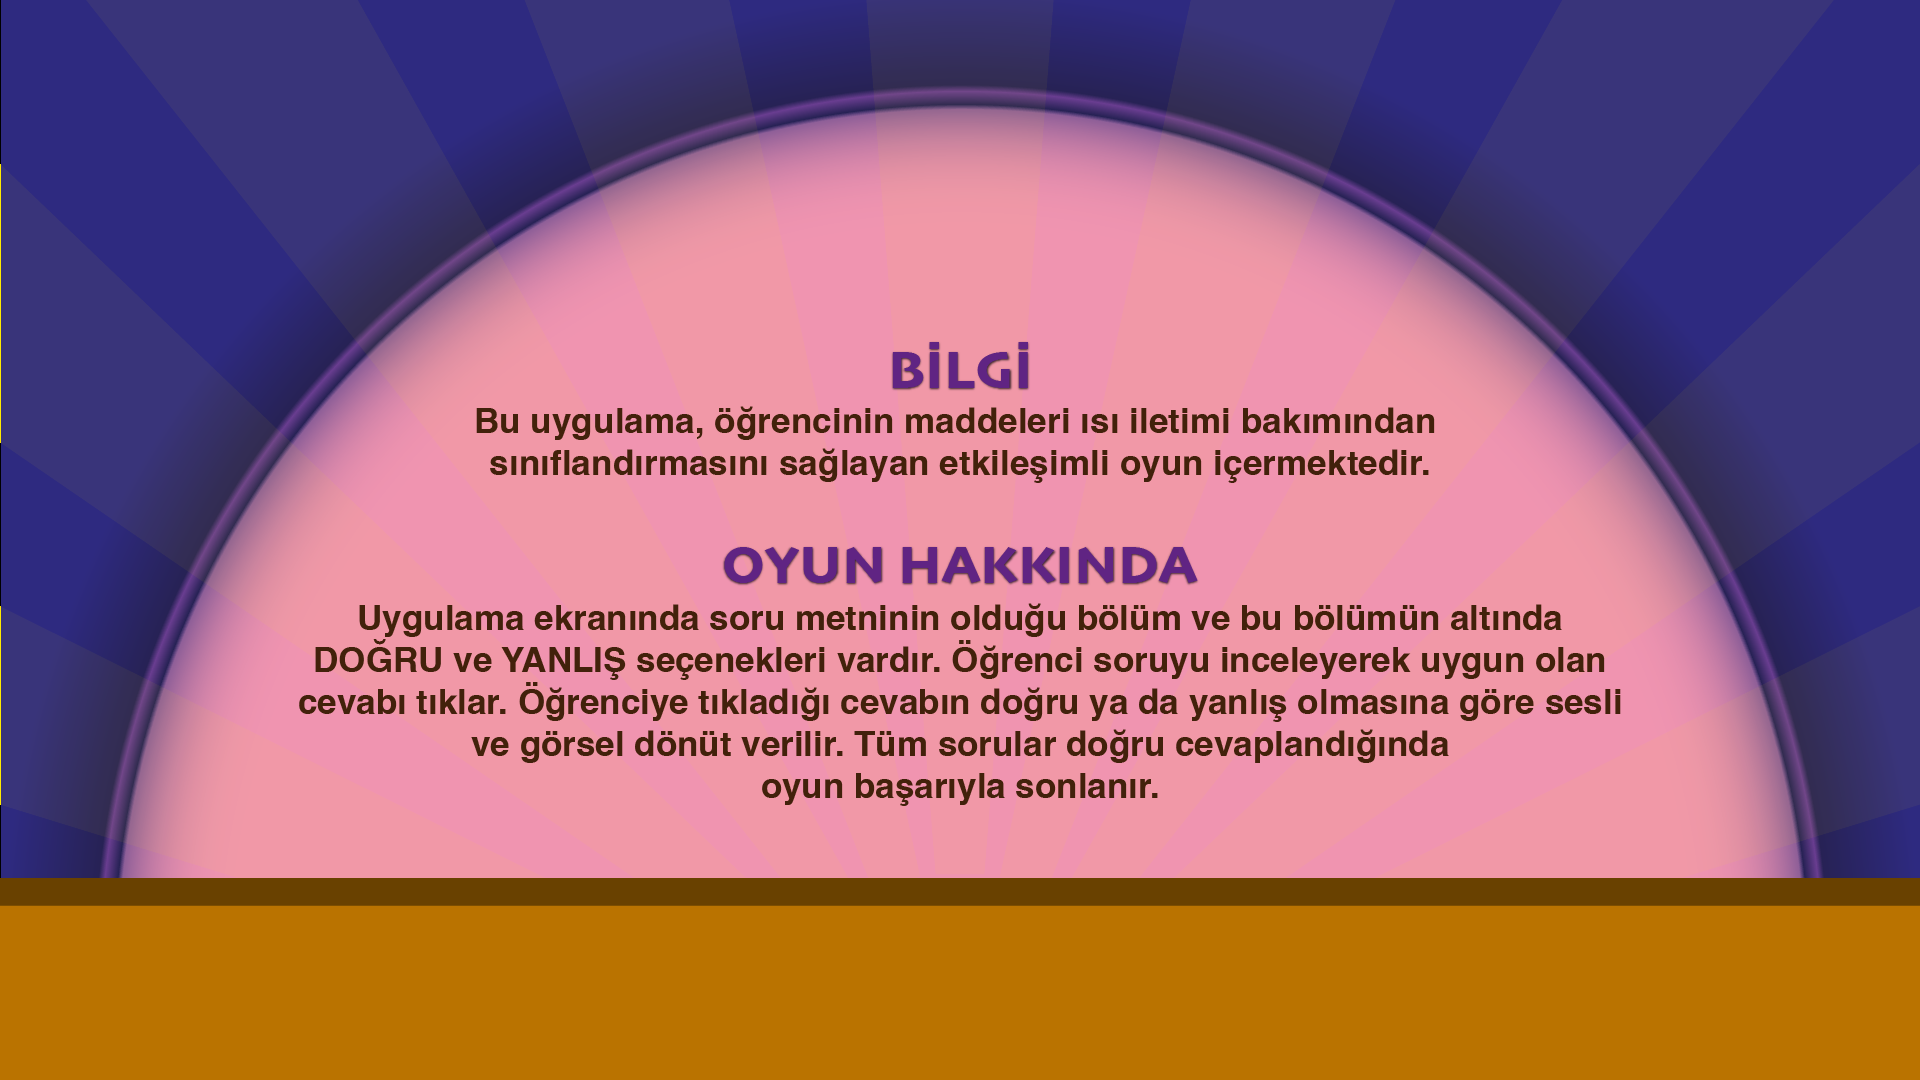 BİLGİ
Bu uygulama, öğrencinin maddeleri ısı iletimi bakımından
sınıflandırmasını sağlayan etkileşimli oyun içermektedir.
OYUN HAKKINDA
Uygulama ekranında soru metninin olduğu bölüm ve bu bölümün altında
DOĞRU ve YANLIŞ seçenekleri vardır. Öğrenci soruyu inceleyerek uygun olan
cevabı tıklar. Öğrenciye tıkladığı cevabın doğru ya da yanlış olmasına göre sesli
ve görsel dönüt verilir. Tüm sorular doğru cevaplandığında
oyun başarıyla sonlanır.